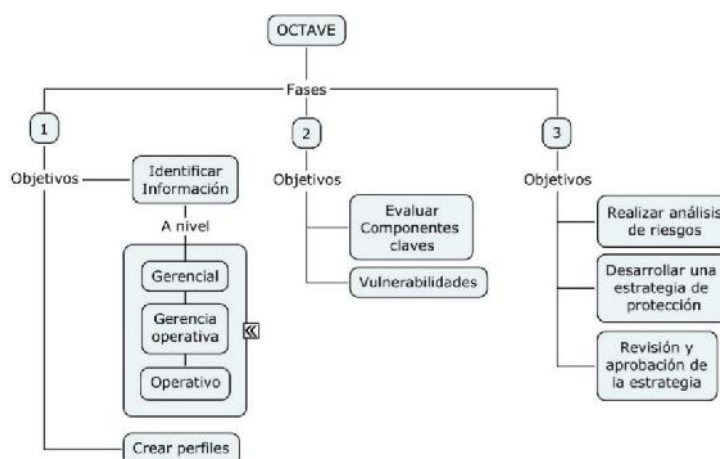 OCTAVE
Fases
1
Objetivos
Identificar
Información
A nivel
Gerencial
Gerencia
operativa
Operativo
Crear perfiles
2
Objetivos
Evaluar
Componentes
claves
Vulnerabilidades
3
Objetivos
Realizar análisis
de riesgos
Desarrollar una
estrategia de
protección
Revisión y
aprobación de
la estrategia